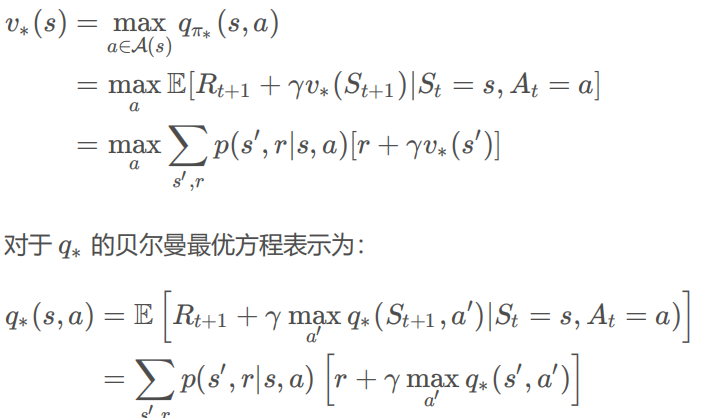 v_*(s) = max_{a∈𝒜(s)} q_{π_*}(s, a)
= max_a 𝔼[R_{t+1} + γv_*(S_{t+1})|S_t = s, A_t = a]
= max_a ∑_{s′,r} p(s′, r|s, a)[r + γv_*(s′)]
对于 q_* 的贝尔曼最优方程表示为：
q_*(s, a) = 𝔼[R_{t+1} + γ max_{a′} q_*(S_{t+1}, a′)|S_t = s, A_t = a)]
= ∑_{s′,r} p(s′, r|s, a)[r + γ max_{a′} q_*(s′, a′)]